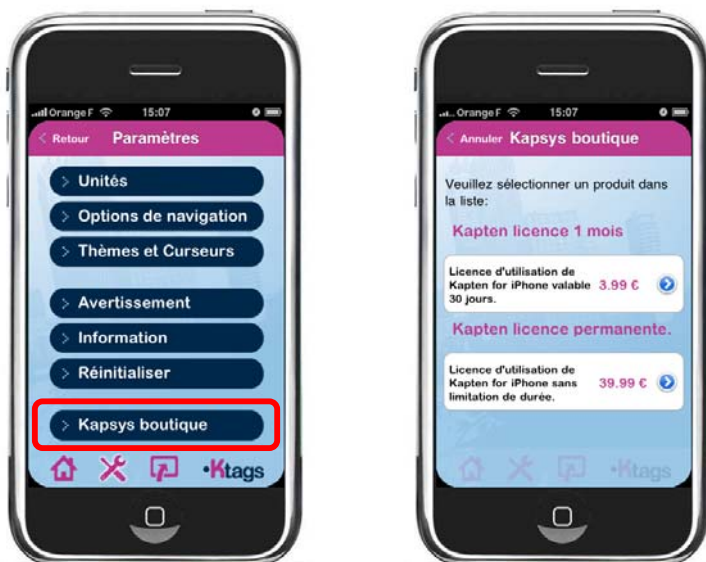 Orange F 15:07
Retour Paramètres
Unités
Options de navigation
Thèmes et Curseurs
Avertissement
Information
Réinitialiser
Kapsys boutique
•Ktags
Orange F 15:07
Annuler Kapsys boutique
Veuillez sélectionner un produit dans
la liste:
Kapten licence 1 mois
Licence d'utilisation de
Kapten for iPhone valable 3.99 €
30 jours.
Kapten licence permanente.
Licence d'utilisation de
Kapten for iPhone sans 39.99 €
limitation de durée.
•Ktags